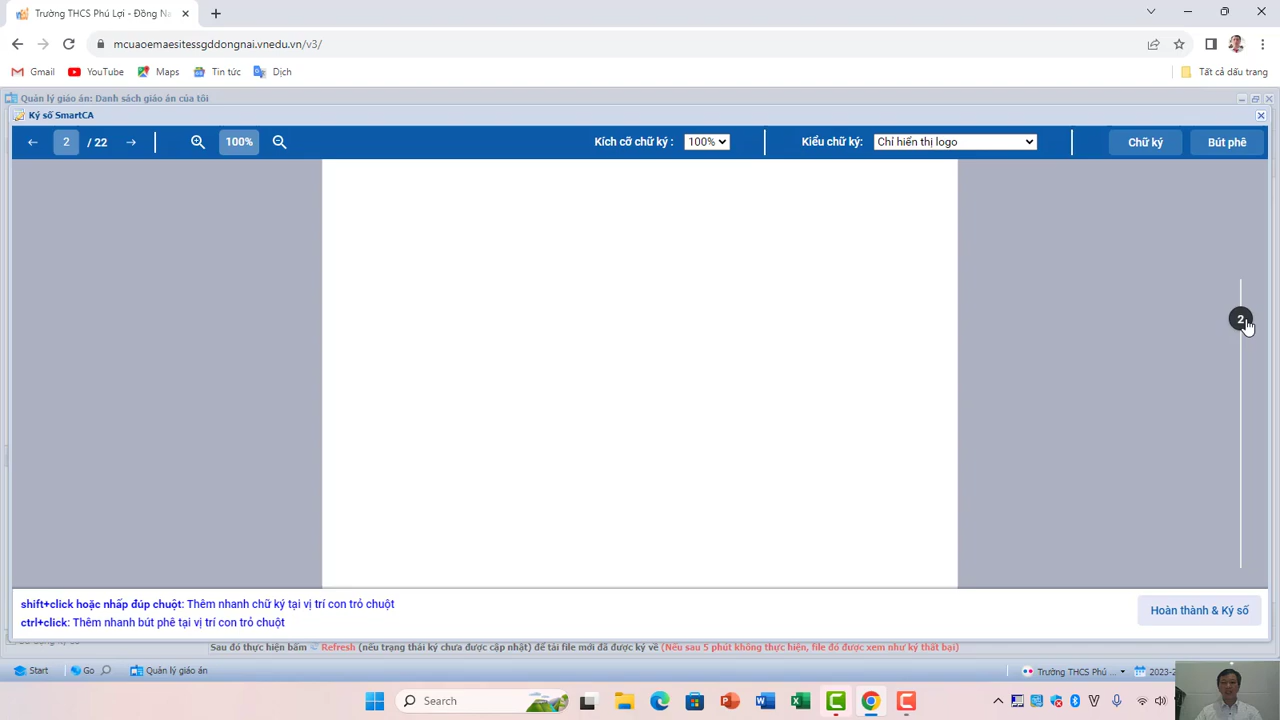 Trường THCS Phú Lợi - Đồng Na
mcuaoemaesitessgddongnai.vnedu.vn/v3/
Gmail YouTube Maps Tin tức Dịch Tất cả dấu trang
Quản lý giáo án: Danh sách giáo án của tôi
Ký số SmartCA
2 / 22 100% Kích cỡ chữ ký : 100% Kiểu chữ ký: Chỉ hiển thị logo Chữ ký Bút phê
2
shift+click hoặc nhấp đúp chuột: Thêm nhanh chữ ký tại vị trí con trỏ chuột
ctrl+click: Thêm nhanh bút phê tại vị trí con trỏ chuột
Hoàn thành & Ký số
Sau đó thực hiện bấm Refresh (nếu trạng thái ký chưa được cập nhật) để tải file mới đã được ký về (Nếu sau 5 phút không thực hiện, file đó được xem như ký thất bại)
Start Go Quản lý giáo án Trường THCS Phú ... 2023-2
Search